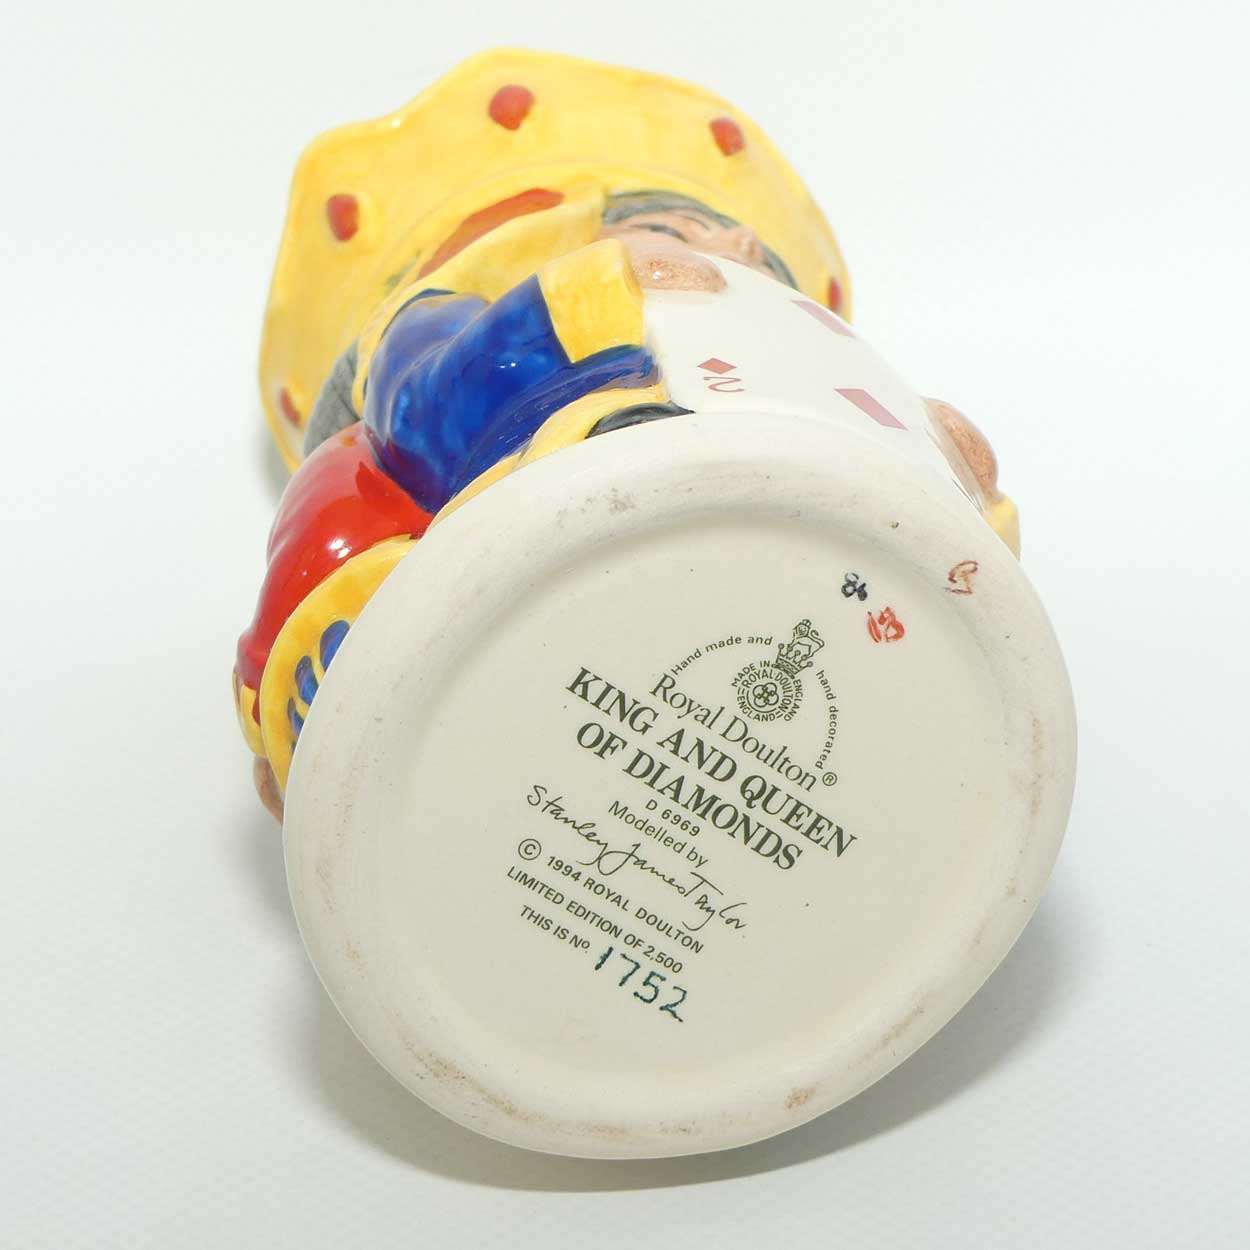 Hand made and hand decorated
MADE IN ENGLAND
ROYAL DOULTON
ENGLAND
Royal Doulton®
KING AND QUEEN
OF DIAMONDS
D 6969
Modelled by
Stanley James Taylor.
© 1994 ROYAL DOULTON
LIMITED EDITION OF 2,500
THIS IS Nº 1752